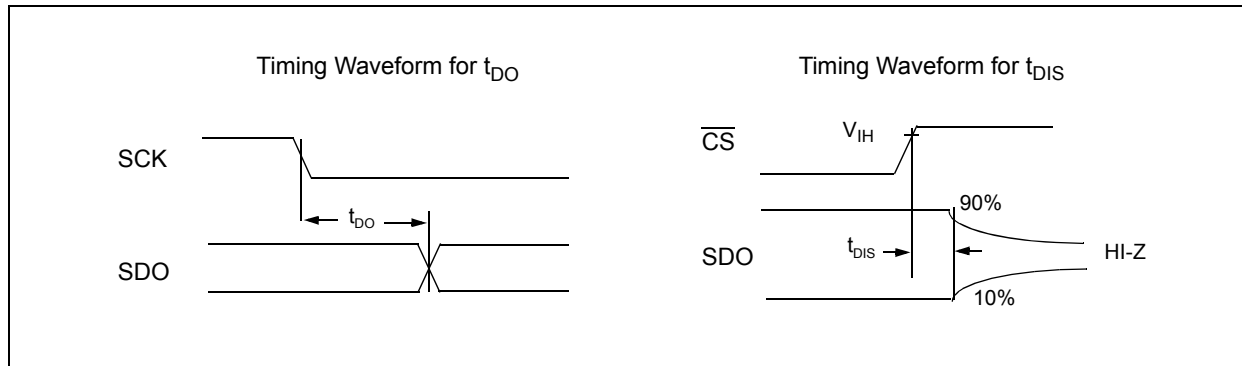 Timing Waveform for tDO
SCK
tDO
SDO
Timing Waveform for tDIS
CS
VIH
90%
tDIS
SDO
HI-Z
10%